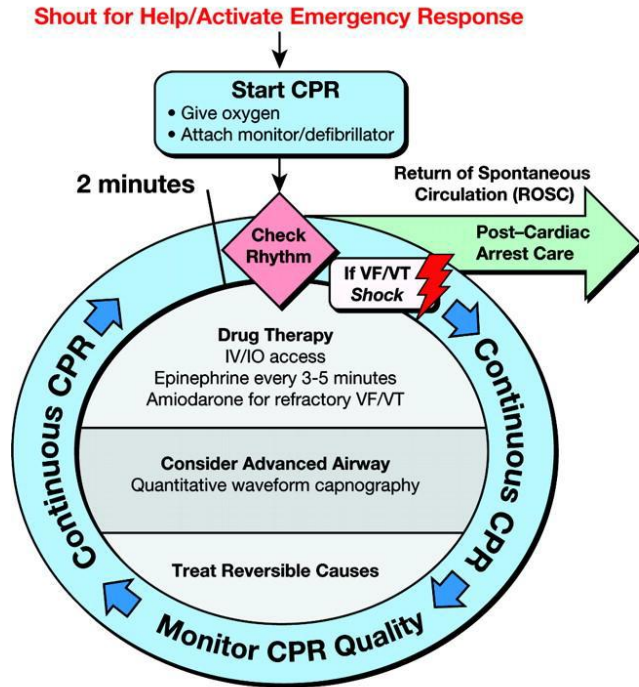 Shout for Help/Activate Emergency Response
Start CPR
• Give oxygen
• Attach monitor/defibrillator
2 minutes
Return of Spontaneous
Circulation (ROSC)
Check
Rhythm
Post–Cardiac
Arrest Care
If VF/VT
Shock
Drug Therapy
IV/IO access
Epinephrine every 3-5 minutes
Amiodarone for refractory VF/VT
Consider Advanced Airway
Quantitative waveform capnography
Treat Reversible Causes
Continuous CPR
Continuous CPR
Monitor CPR Quality